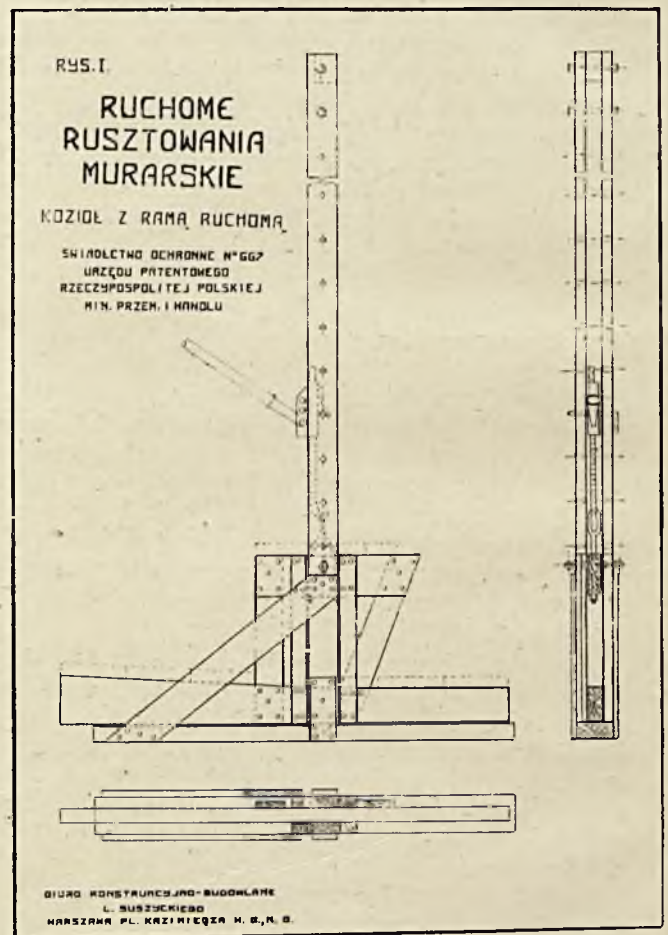 RYS. I.
RUCHOME
RUSZTOWANIA
MURARSKIE
KOZIOŁ Z RAMĄ RUCHOMĄ
ŚWIADECTWO OCHRONNE Nº 667
URZĘDU PATENTOWEGO
RZECZYPOSPOLITEJ POLSKIEJ
MIN. PRZEM. I HANDLU
BIURO KONSTRUKCYJNO-BUDOWLANE
L. SUSZYCKIEGO
WARSZAWA PL. KAZIMIERZA W.